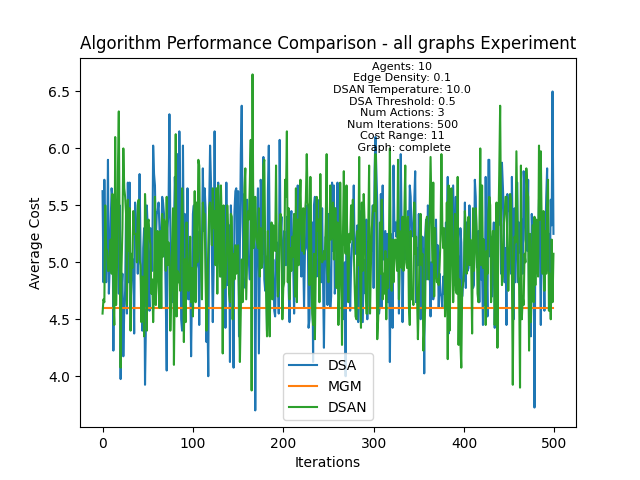 Algorithm Performance Comparison - all graphs Experiment
Agents: 10
Edge Density: 0.1
DSAN Temperature: 10.0
DSA Threshold: 0.5
Num Actions: 3
Num Iterations: 500
Cost Range: 11
Graph: complete
Average Cost
6.5
6.0
5.5
5.0
4.5
4.0
DSA
MGM
DSAN
0
100
200
300
400
500
Iterations